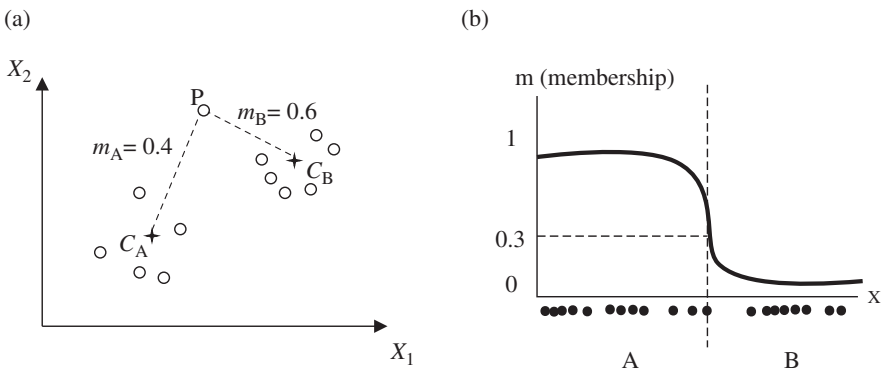 (a)
X2
P
mB= 0.6
mA= 0.4
CB
CA
X1
(b)
m (membership)
1
0.3
0
X
A
B